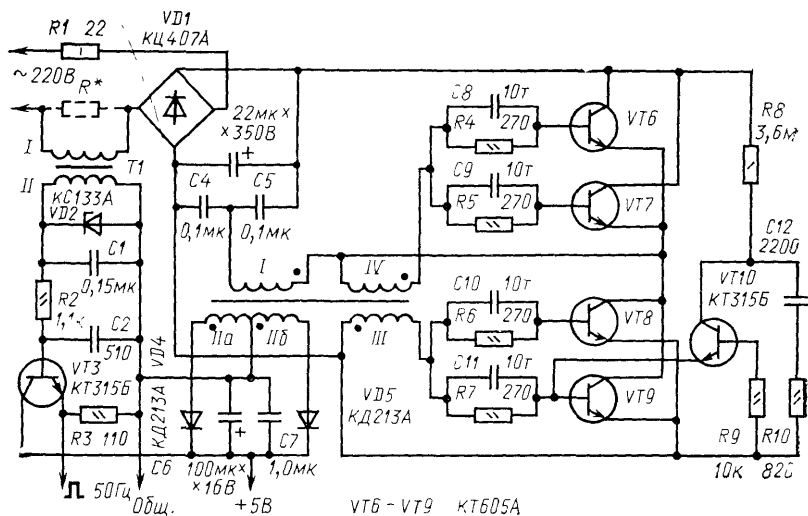 R1 22
VD1
КЦ407А
~220В
R*
I
T1
II
КС133А
VD2
C1
0,15мк
R2
1,1к
C2
510
VT3
КТ315Б
R3 110
50Гц
Общ.
22мк×
×350В
C4
C5
0,1мк
0,1мк
I
IV
IIа
IIб
III
VD4
КД213А
VD5
КД213А
C6
100мк×
×16В
C7
1,0мк
+5В
C8 10т
R4 270
VT6
C9 10т
R5 270
VT7
C10 10т
R6 270
VT8
C11 10т
R7 270
VT9
R8
3,6м
C12
2200
VT10
КТ315Б
R9
10к
R10
820
VT6-VT9 КТ605А